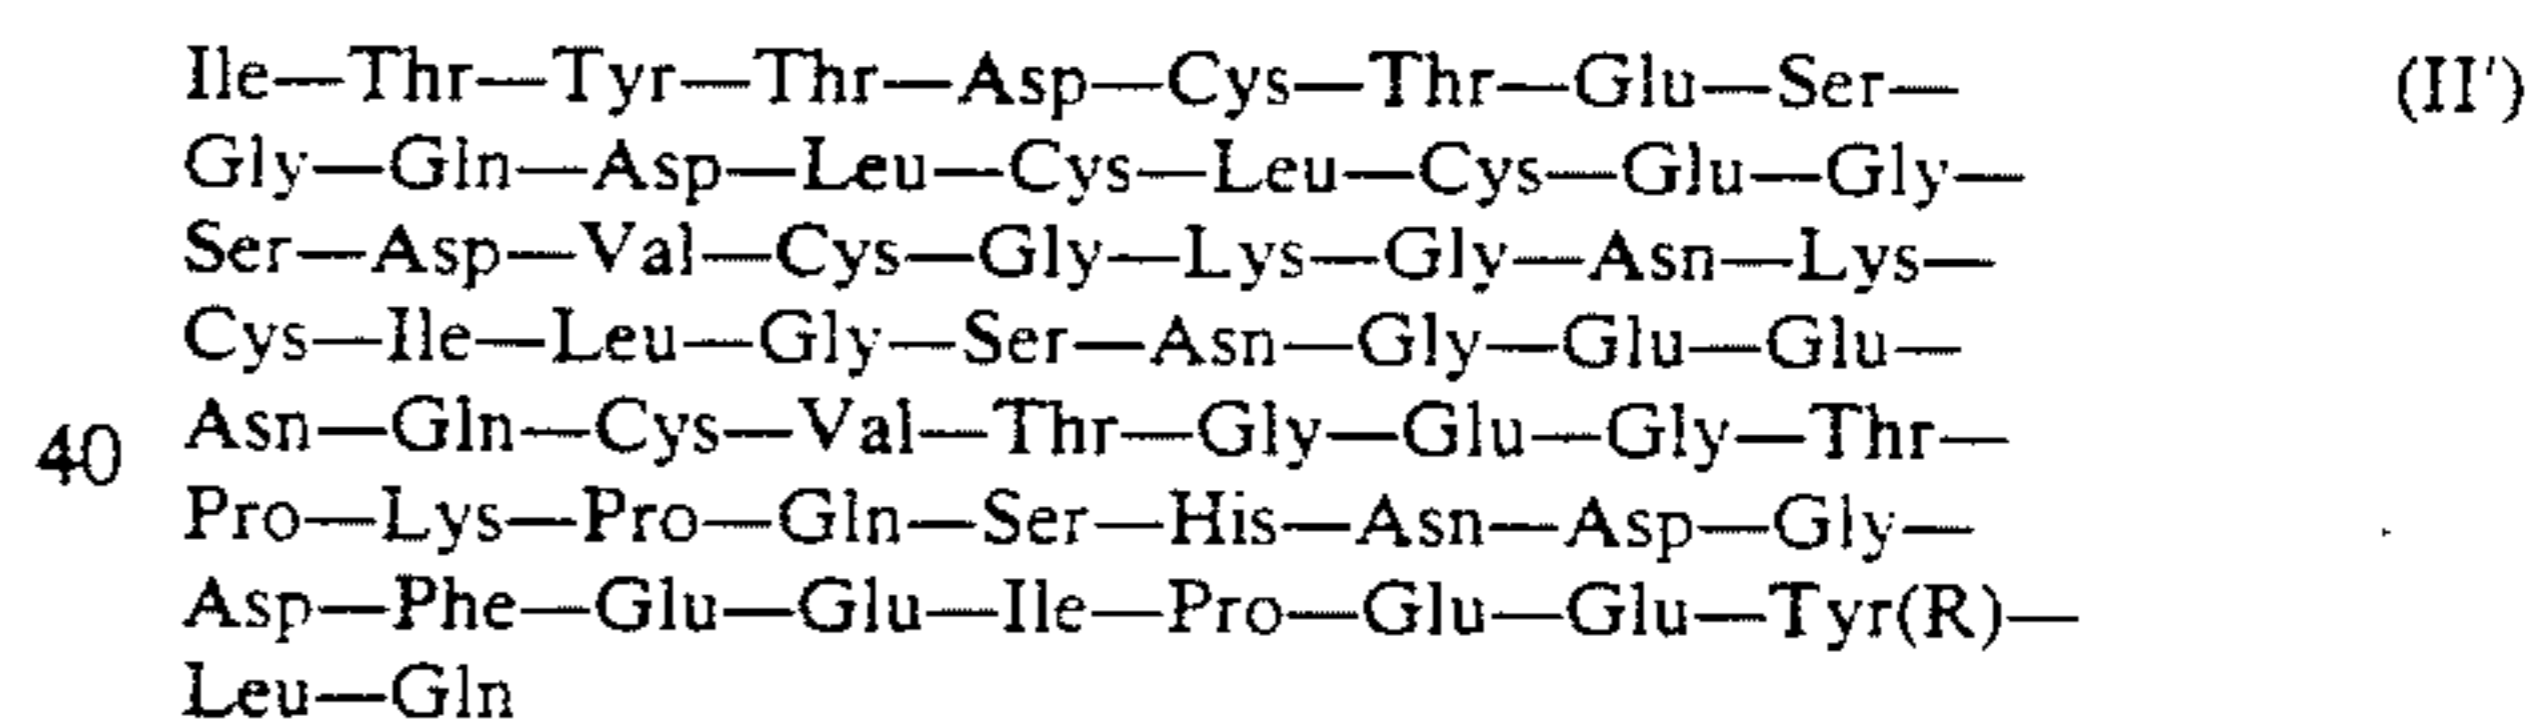 Ile—Thr—Tyr—Thr—Asp—Cys—Thr—Glu—Ser— (II')
Gly—Gln—Asp—Leu—Cys—Leu—Cys—Glu—Gly—
Ser—Asp—Val—Cys—Gly—Lys—Gly—Asn—Lys—
Cys—Ile—Leu—Gly—Ser—Asn—Gly—Glu—Glu—
40 Asn—Gln—Cys—Val—Thr—Gly—Glu—Gly—Thr—
Pro—Lys—Pro—Gln—Ser—His—Asn—Asp—Gly—
Asp—Phe—Glu—Glu—Ile—Pro—Glu—Glu—Tyr(R)—
Leu—Gln